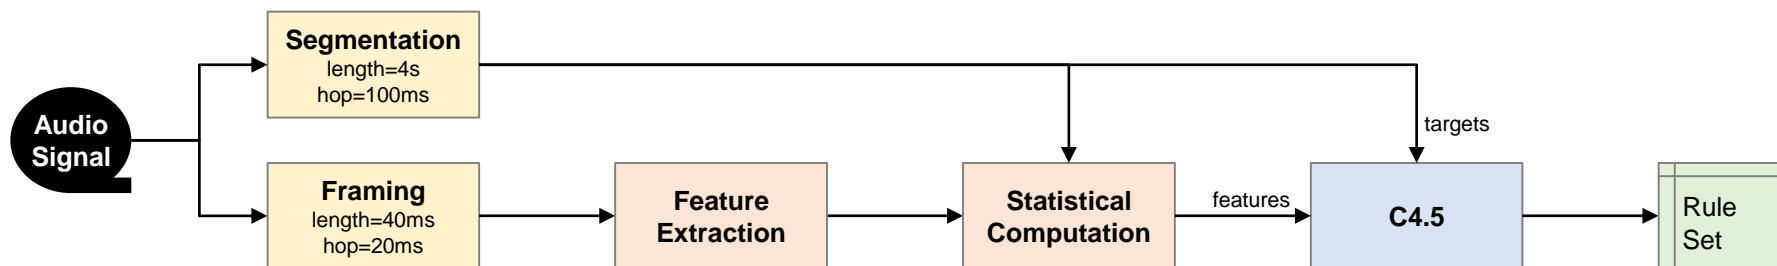 Audio
Signal
Segmentation
length=4s
hop=100ms
Framing
length=40ms
hop=20ms
Feature
Extraction
Statistical
Computation
features
targets
C4.5
Rule
Set